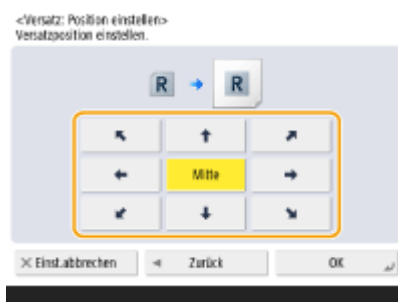 <Versatz: Position einstellen>
Versatzposition einstellen.
R R
Mitte
× Einst.abbrechen Zurück OK